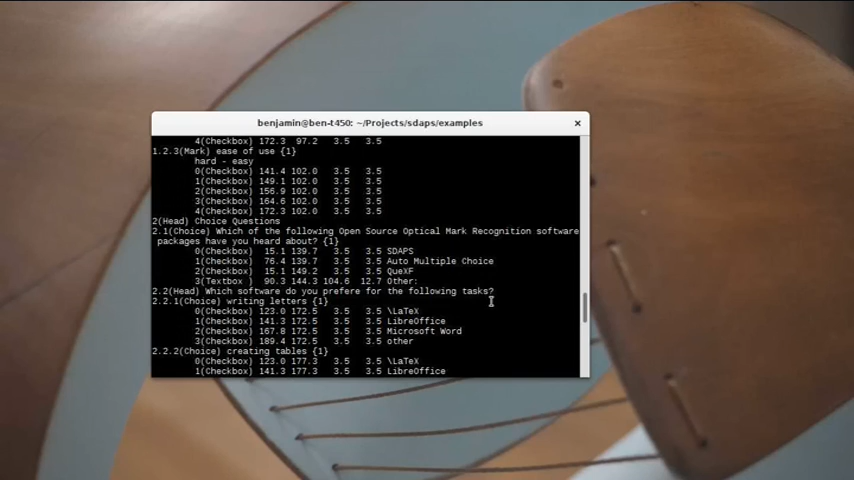 benjamin@ben-t450: ~/Projects/sdaps/examples
4(Checkbox) 172.3 97.2 3.5 3.5
1.2.3(Mark) ease of use {1}
hard - easy
0(Checkbox) 141.4 102.0 3.5 3.5
1(Checkbox) 149.1 102.0 3.5 3.5
2(Checkbox) 156.9 102.0 3.5 3.5
3(Checkbox) 164.6 102.0 3.5 3.5
4(Checkbox) 172.3 102.0 3.5 3.5
2(Head) Choice Questions
2.1(Choice) Which of the following Open Source Optical Mark Recognition software
packages have you heard about? {1}
0(Checkbox) 15.1 139.7 3.5 3.5 SDAPS
1(Checkbox) 76.4 139.7 3.5 3.5 Auto Multiple Choice
2(Checkbox) 15.1 149.2 3.5 3.5 QueXF
3(Textbox ) 90.3 144.3 104.6 12.7 Other:
2.2(Head) Which software do you prefere for the following tasks?
2.2.1(Choice) writing letters {1}
0(Checkbox) 123.0 172.5 3.5 3.5 \LaTeX
1(Checkbox) 141.3 172.5 3.5 3.5 LibreOffice
2(Checkbox) 167.8 172.5 3.5 3.5 Microsoft Word
3(Checkbox) 189.4 172.5 3.5 3.5 other
2.2.2(Choice) creating tables {1}
0(Checkbox) 123.0 177.3 3.5 3.5 \LaTeX
1(Checkbox) 141.3 177.3 3.5 3.5 LibreOffice